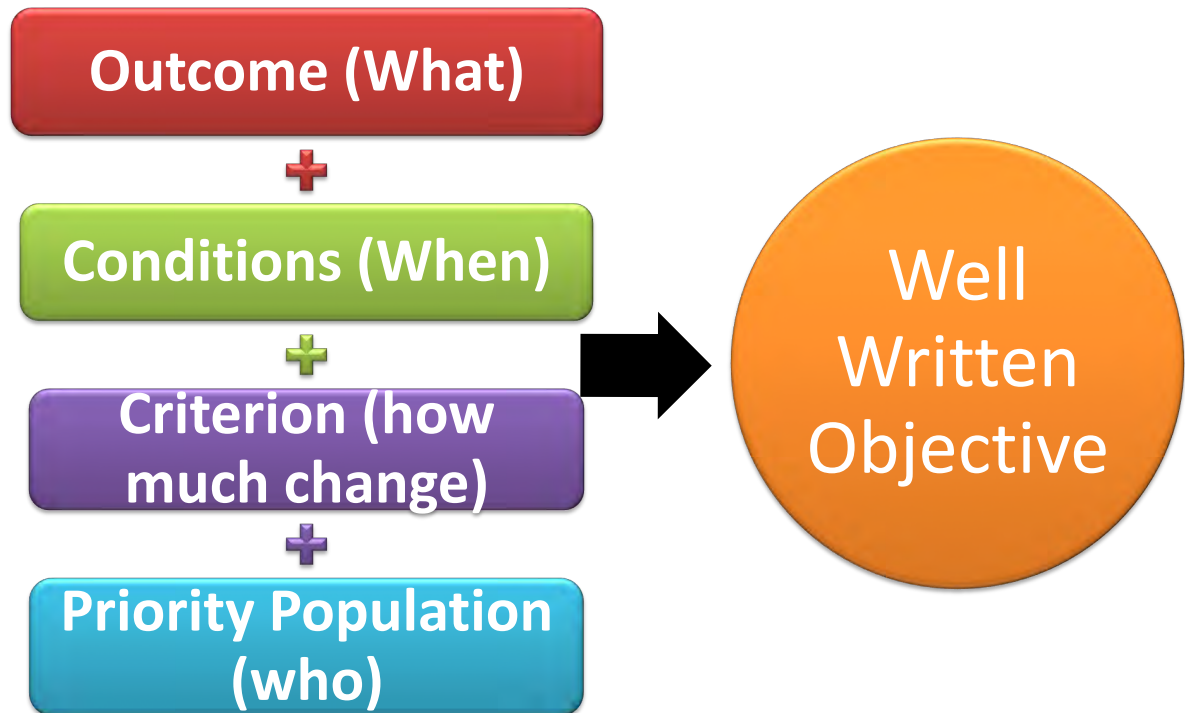 Outcome (What)
Conditions (When)
Criterion (how
much change)
Priority Population
(who)
Well
Written
Objective